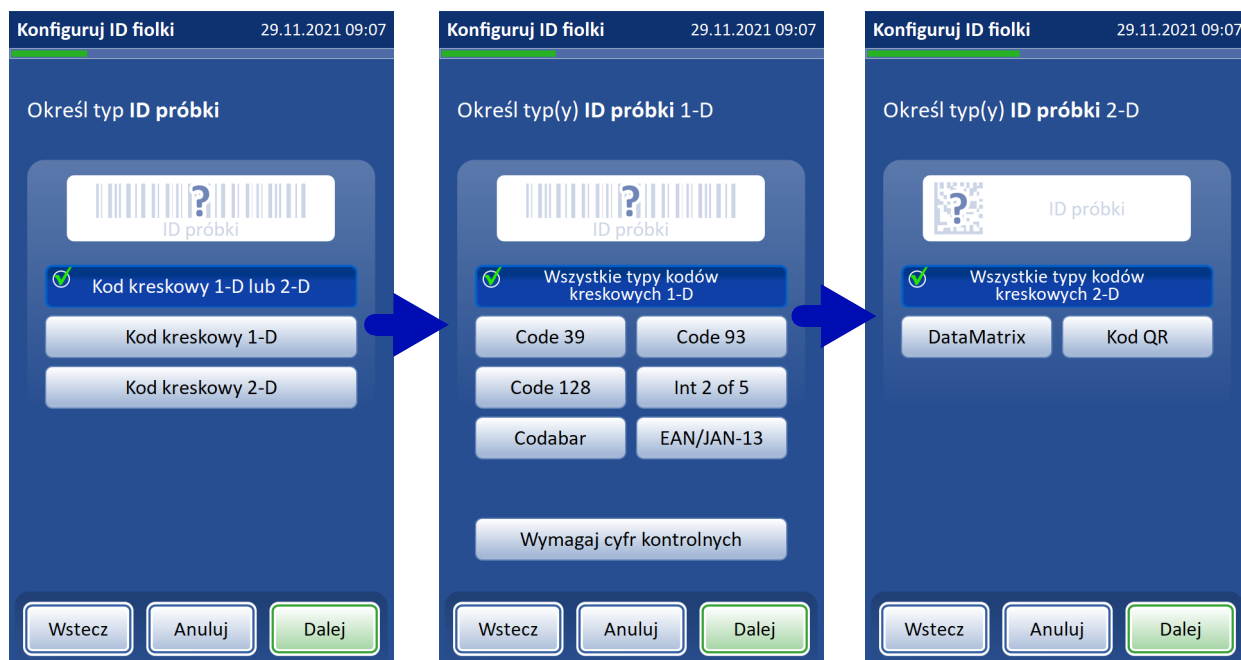 Konfiguruj ID fiolki 29.11.2021 09:07
Określ typ ID próbki
?
ID próbki
Kod kreskowy 1-D lub 2-D
Kod kreskowy 1-D
Kod kreskowy 2-D
Wstecz Anuluj Dalej
Konfiguruj ID fiolki 29.11.2021 09:07
Określ typ(y) ID próbki 1-D
?
ID próbki
Wszystkie typy kodów
kreskowych 1-D
Code 39 Code 93
Code 128 Int 2 of 5
Codabar EAN/JAN-13
Wymagaj cyfr kontrolnych
Wstecz Anuluj Dalej
Konfiguruj ID fiolki 29.11.2021 09:07
Określ typ(y) ID próbki 2-D
? ID próbki
Wszystkie typy kodów
kreskowych 2-D
DataMatrix Kod QR
Wstecz Anuluj Dalej